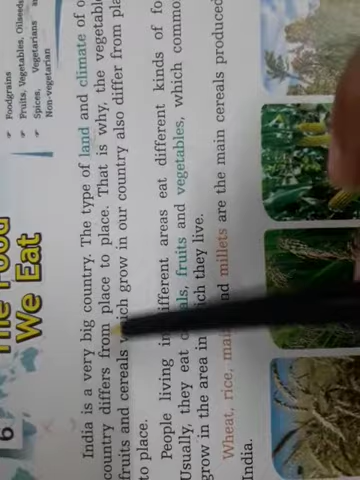 6
The Food
We Eat
☞ Foodgrains
☞ Fruits, Vegetables, Oilseeds
☞ Spices, Vegetarians
Non-vegetarian
India is a very big country. The type of land and climate of
country differs from place to place. That is why, the
fruits and cereals which grow in our country also differ from
to place.
People living in different areas eat different kinds of
Usually, they eat cereals, fruits and vegetables, which
grow in the area in which they live.
Wheat, rice, and millets are the main cereals produced
India.